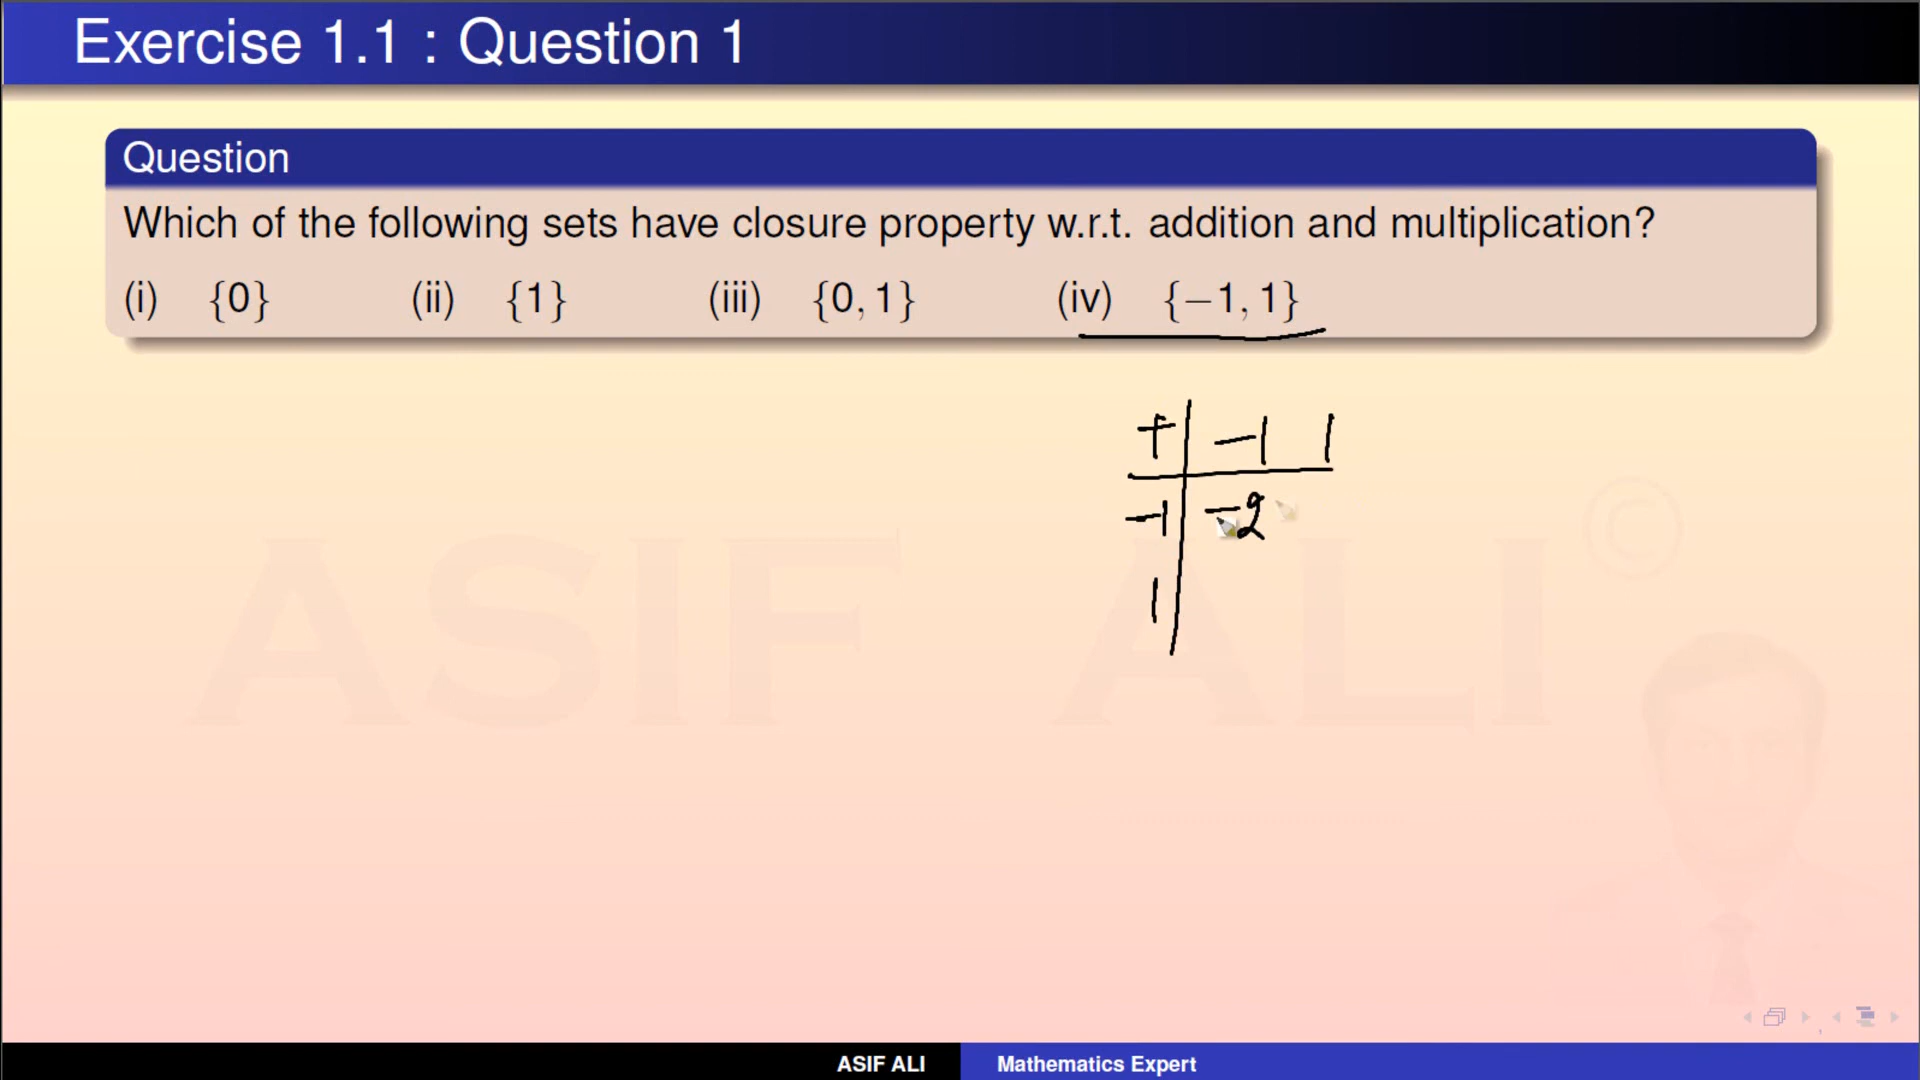 Exercise 1.1 : Question 1
Question
Which of the following sets have closure property w.r.t. addition and multiplication?
(i) {0} (ii) {1} (iii) {0, 1} (iv) {−1, 1}
+ −1 1
−1 −2
1
ASIF ALI ©
ASIF ALI Mathematics Expert